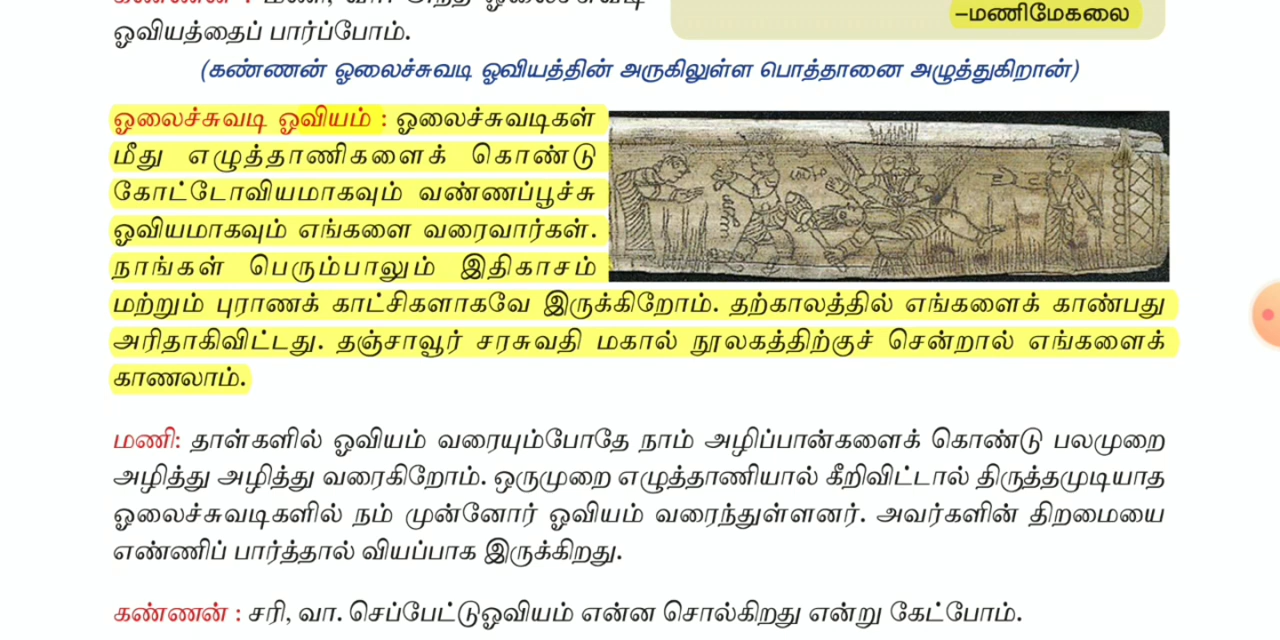 ஓவியத்தைப் பார்ப்போம்.
–மணிமேகலை
(கண்ணன் ஓலைச்சுவடி ஓவியத்தின் அருகிலுள்ள பொத்தானை அழுத்துகிறான்)
ஓலைச்சுவடி ஓவியம் : ஓலைச்சுவடிகள்
மீது எழுத்தாணிகளைக் கொண்டு
கோட்டோவியமாகவும் வண்ணப்பூச்சு
ஓவியமாகவும் எங்களை வரைவார்கள்.
நாங்கள் பெரும்பாலும் இதிகாசம்
மற்றும் புராணக் காட்சிகளாகவே இருக்கிறோம். தற்காலத்தில் எங்களைக் காண்பது
அரிதாகிவிட்டது. தஞ்சாவூர் சரசுவதி மகால் நூலகத்திற்குச் சென்றால் எங்களைக்
காணலாம்.
மணி: தாள்களில் ஓவியம் வரையும்போதே நாம் அழிப்பான்களைக் கொண்டு பலமுறை
அழித்து அழித்து வரைகிறோம். ஒருமுறை எழுத்தாணியால் கீறிவிட்டால் திருத்தமுடியாத
ஓலைச்சுவடிகளில் நம் முன்னோர் ஓவியம் வரைந்துள்ளனர். அவர்களின் திறமையை
எண்ணிப் பார்த்தால் வியப்பாக இருக்கிறது.
கண்ணன் : சரி, வா. செப்பேட்டுஓவியம் என்ன சொல்கிறது என்று கேட்போம்.